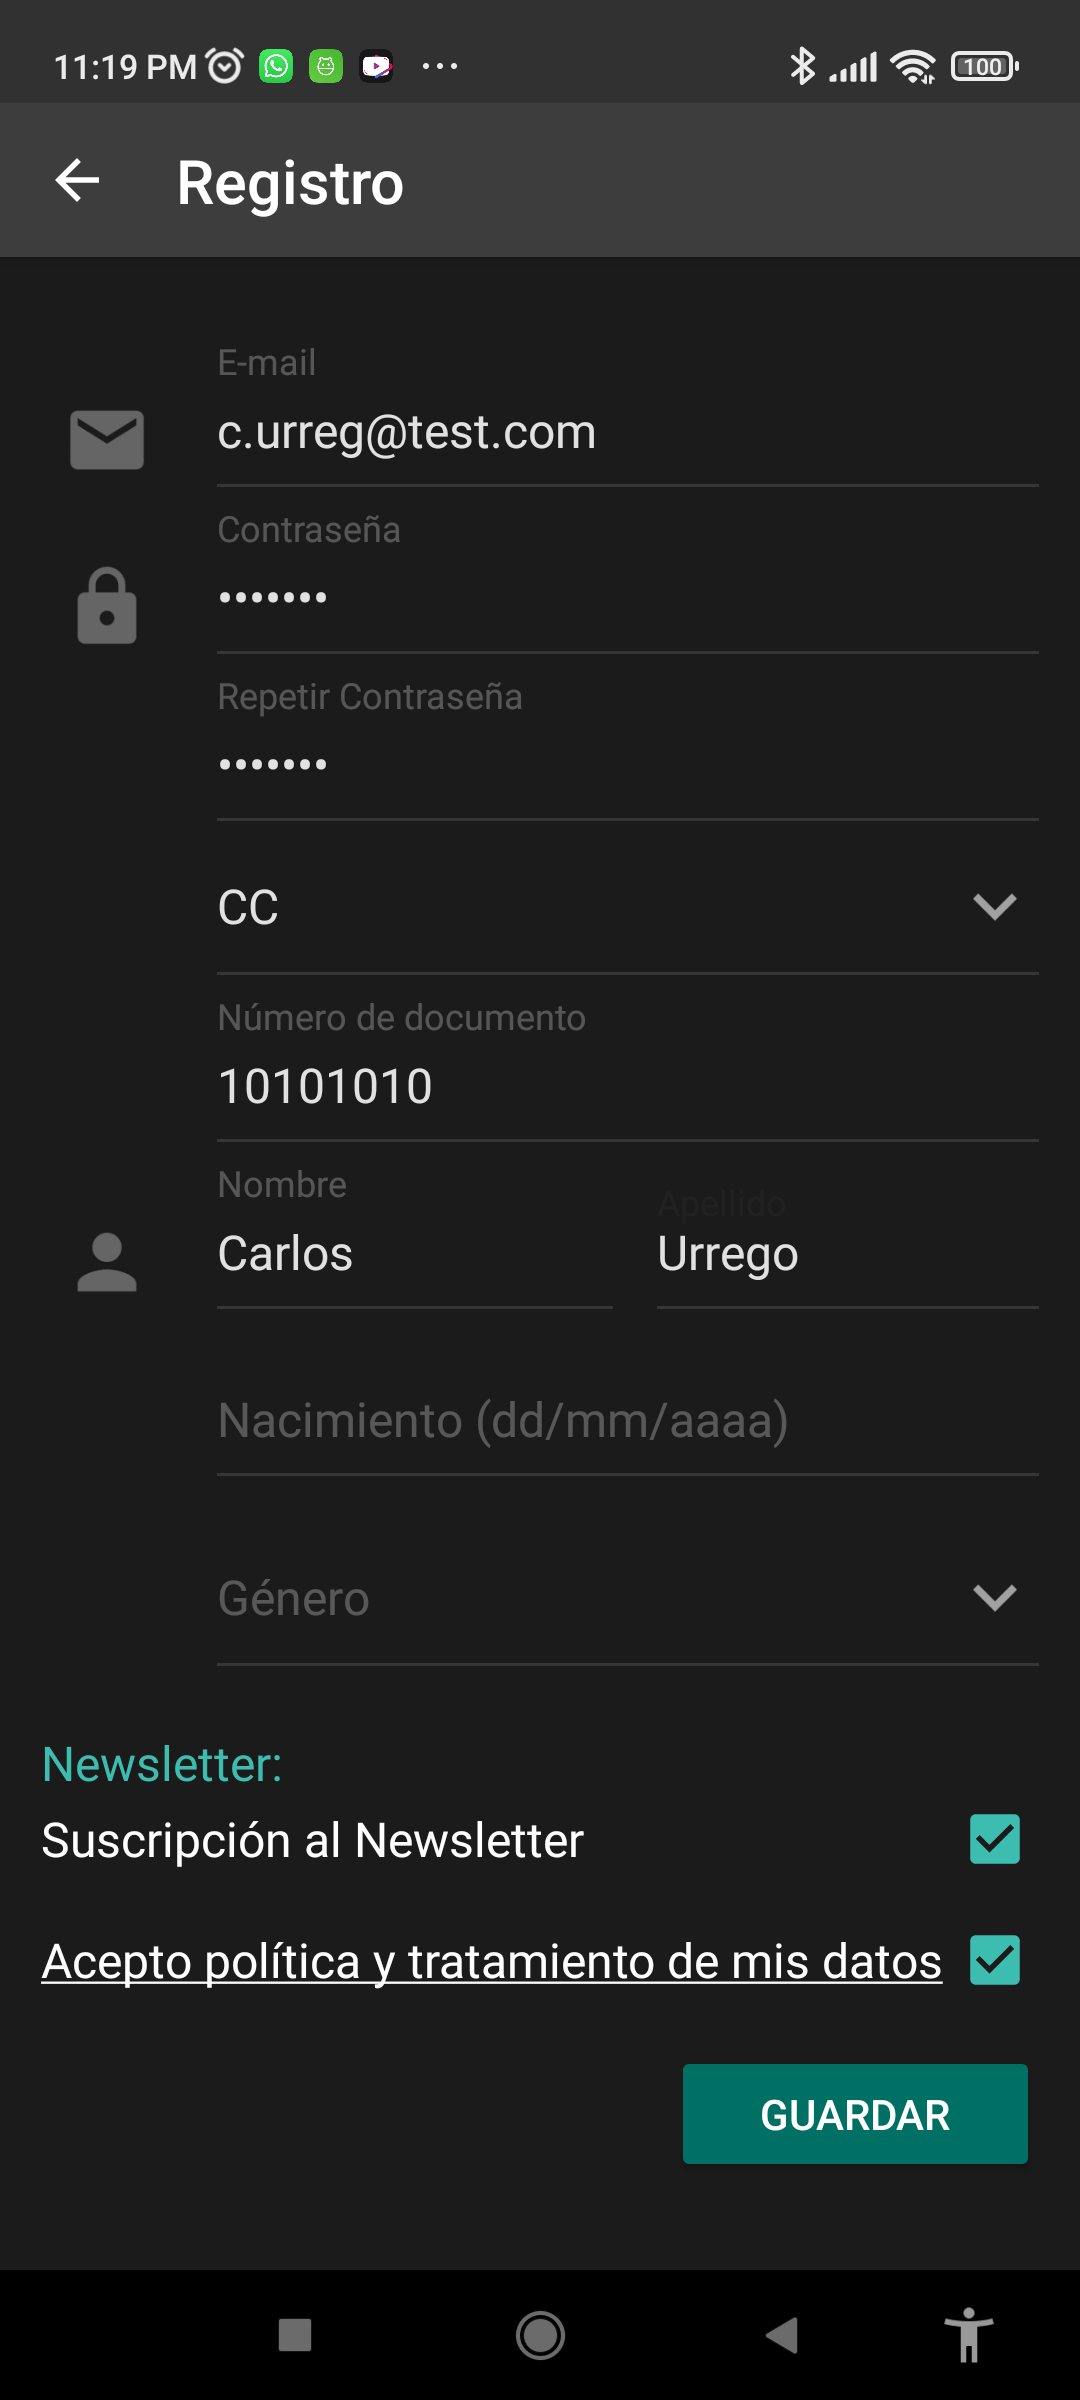 11:19 PM
100
Registro
E-mail
c.urreg@test.com
Contraseña
•••••••
Repetir Contraseña
•••••••
CC
Número de documento
10101010
Nombre
Apellido
Carlos
Urrego
Nacimiento (dd/mm/aaaa)
Género
Newsletter:
Suscripción al Newsletter
Acepto política y tratamiento de mis datos
GUARDAR